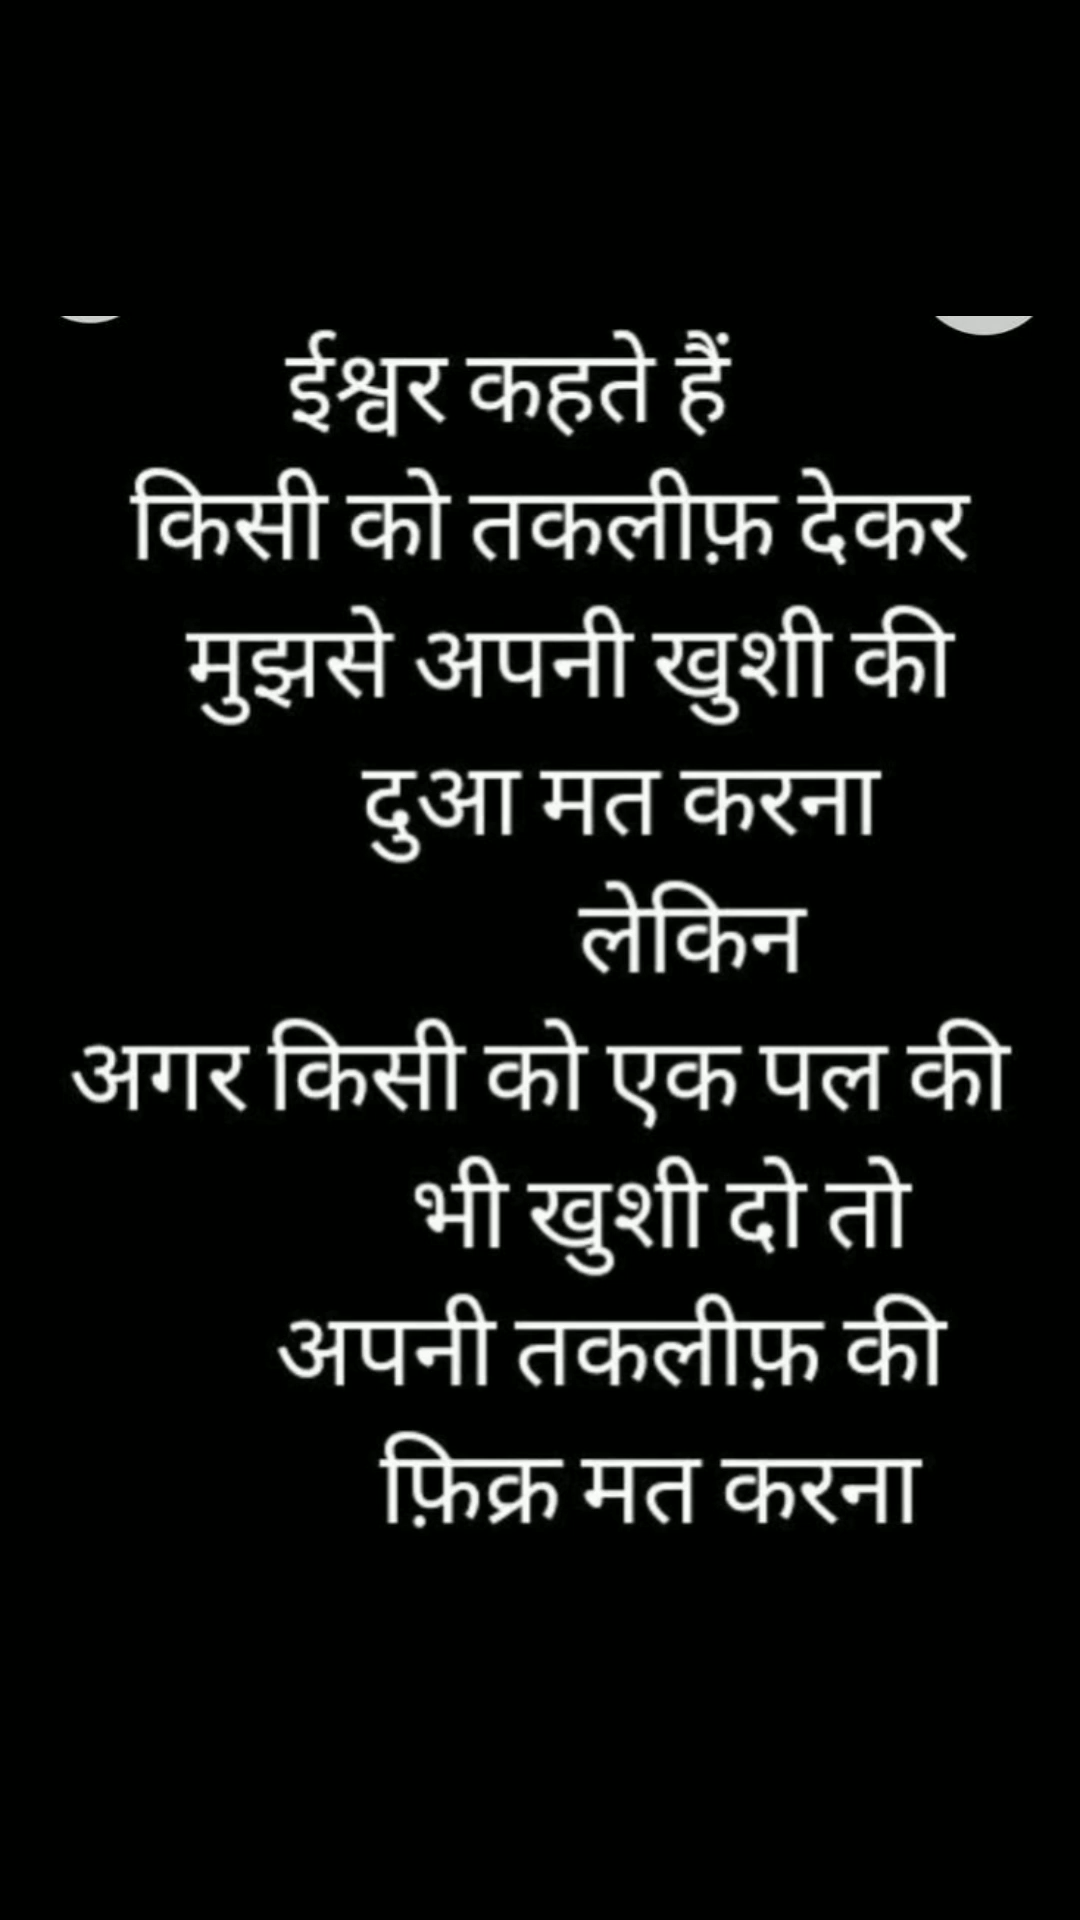 ईश्वर कहते हैं
किसी को तकलीफ़ देकर
मुझसे अपनी खुशी की
दुआ मत करना
लेकिन
अगर किसी को एक पल की
भी खुशी दो तो
अपनी तकलीफ़ की
फ़िक्र मत करना